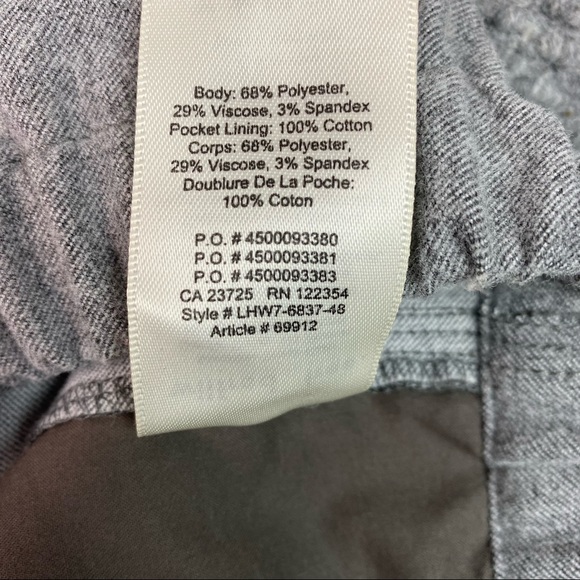 Body: 68% Polyester,
29% Viscose, 3% Spandex
Pocket Lining: 100% Cotton
Corps: 68% Polyester,
29% Viscose, 3% Spandex
Doublure De La Poche:
100% Coton
P.O. # 4500093380
P.O. # 4500093381
P.O. # 4500093383
CA 23725 RN 122354
Style # LHW7-6837-48
Article # 69912